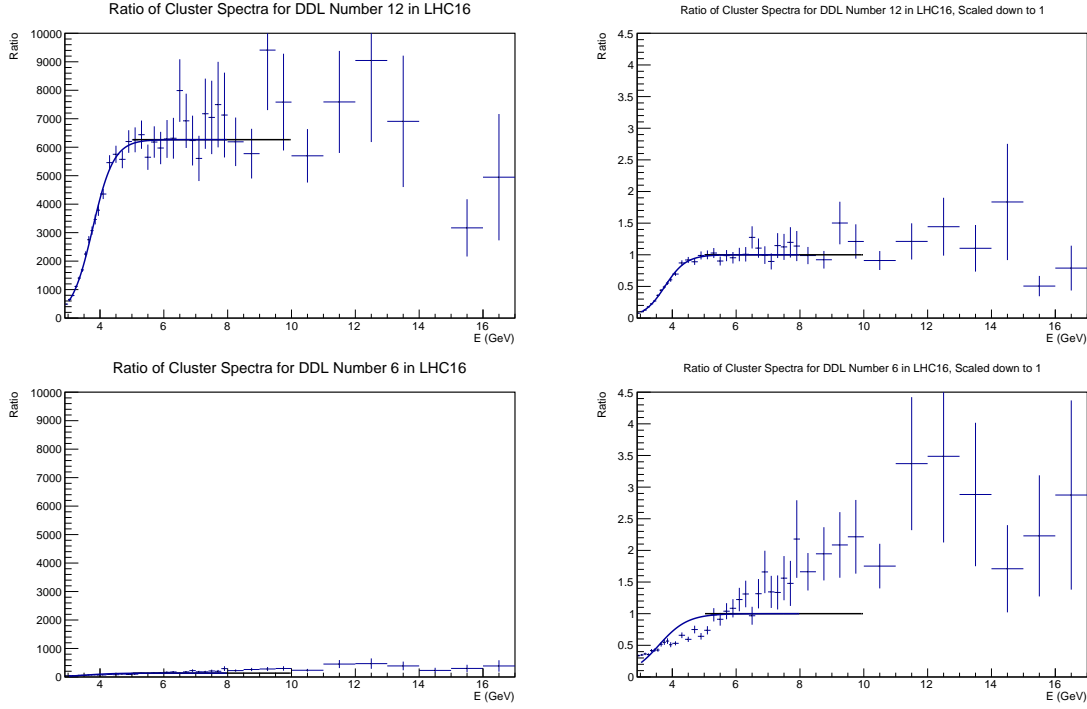 Ratio of Cluster Spectra for DDL Number 12 in LHC16
Ratio
10000
9000
8000
7000
6000
5000
4000
3000
2000
1000
0
4 6 8 10 12 14 16
E (GeV)
Ratio of Cluster Spectra for DDL Number 12 in LHC16, Scaled down to 1
Ratio
4.5
4
3.5
3
2.5
2
1.5
1
0.5
0
4 6 8 10 12 14 16
E (GeV)
Ratio of Cluster Spectra for DDL Number 6 in LHC16
Ratio
10000
9000
8000
7000
6000
5000
4000
3000
2000
1000
0
4 6 8 10 12 14 16
E (GeV)
Ratio of Cluster Spectra for DDL Number 6 in LHC16, Scaled down to 1
Ratio
4.5
4
3.5
3
2.5
2
1.5
1
0.5
0
4 6 8 10 12 14 16
E (GeV)